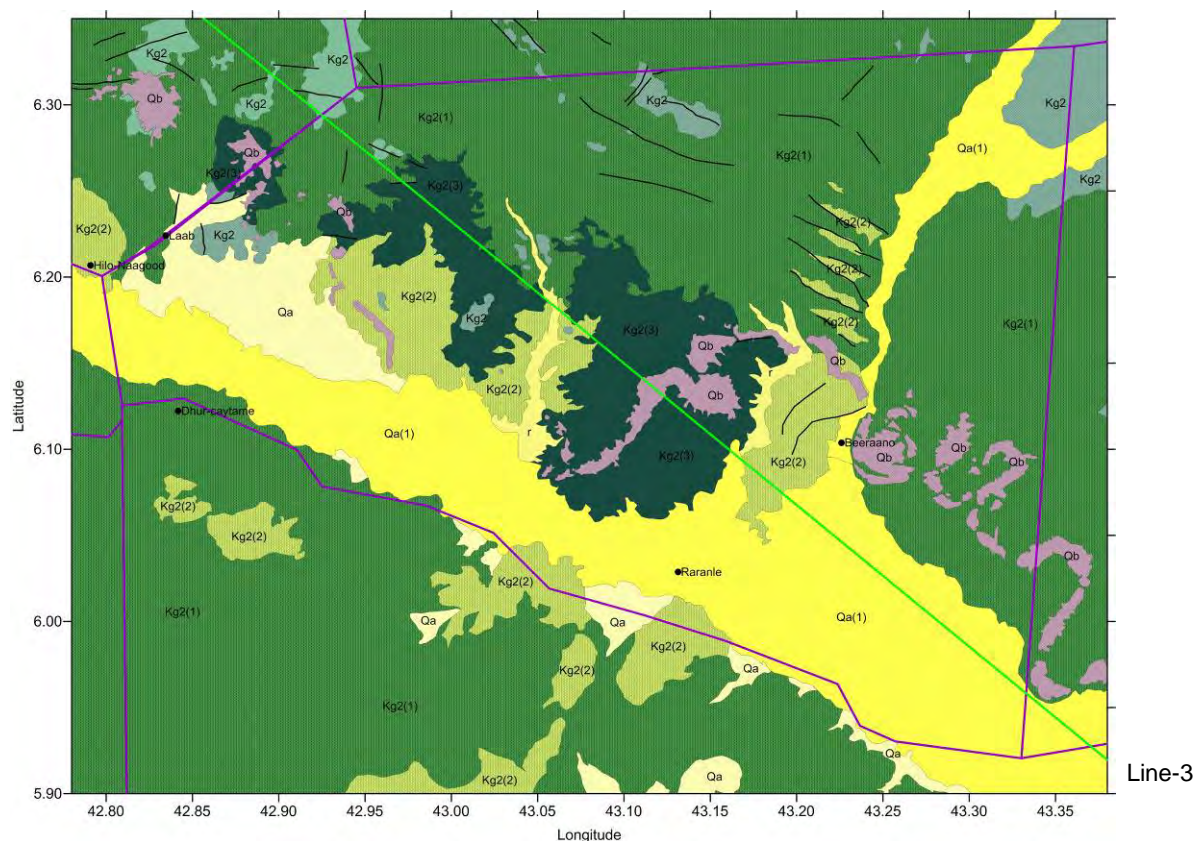 Kg2
Kg2
Kg2
Qb
Kg2
Kg2
Kg2
6.30
Kg2(1)
Kg2(1)
Qa(1)
Qb
Kg2(3)
Kg2(3)
Kg2
Qb
Kg2(2)
Kg2(2)
Laab
Kg2
Hilo-Naagood
6.20
Kg2(2)
Kg2(2)
Qa
Kg2
Kg2(3)
Kg2(2)
Kg2(1)
Qb
Qb
r
Kg2(2)
Qb
Latitude
Dhur-caytame
Qa(1)
6.10
r
Kg2(3)
Kg2(2)
Beeraano
Qb
Qb
Qb
Kg2(2)
Kg2(2)
Kg2(2)
Raranle
Qb
6.00
Kg2(1)
Qa
Qa
Kg2(2)
Qa(1)
Kg2(2)
Qa
Kg2(1)
Qa
Kg2(2)
Qa
5.90
Line-3
42.80 42.85 42.90 42.95 43.00 43.05 43.10 43.15 43.20 43.25 43.30 43.35
Longitude